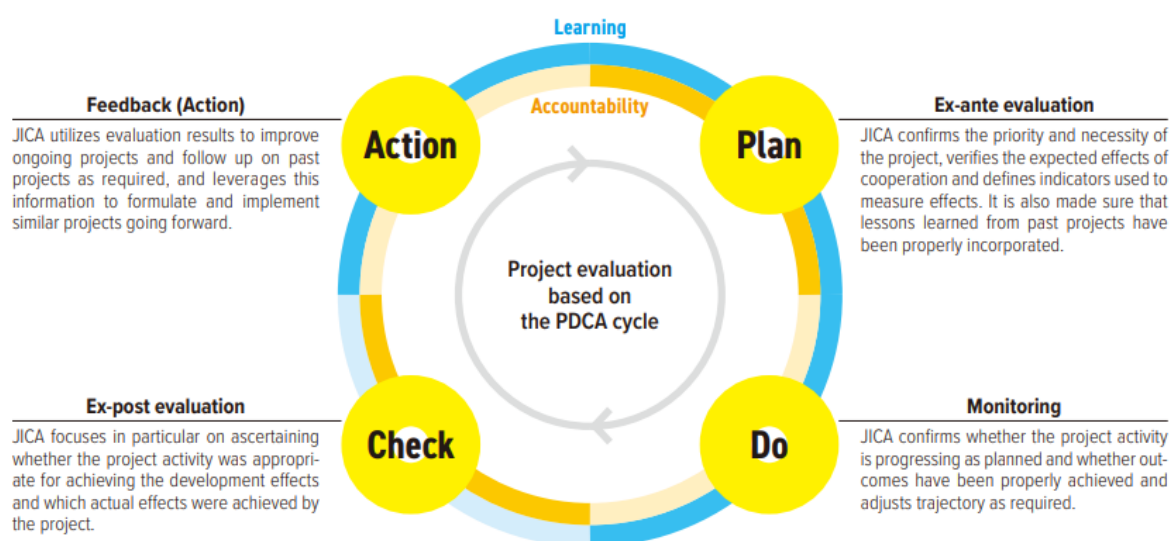 Learning
Accountability
Feedback (Action)
JICA utilizes evaluation results to improve
ongoing projects and follow up on past
projects as required, and leverages this
information to formulate and implement
similar projects going forward.
Action
Plan
Ex-ante evaluation
JICA confirms the priority and necessity of
the project, verifies the expected effects of
cooperation and defines indicators used to
measure effects. It is also made sure that
lessons learned from past projects have
been properly incorporated.
Project evaluation
based on
the PDCA cycle
Ex-post evaluation
JICA focuses in particular on ascertaining
whether the project activity was appropri-
ate for achieving the development effects
and which actual effects were achieved by
the project.
Check
Do
Monitoring
JICA confirms whether the project activity
is progressing as planned and whether out-
comes have been properly achieved and
adjusts trajectory as required.